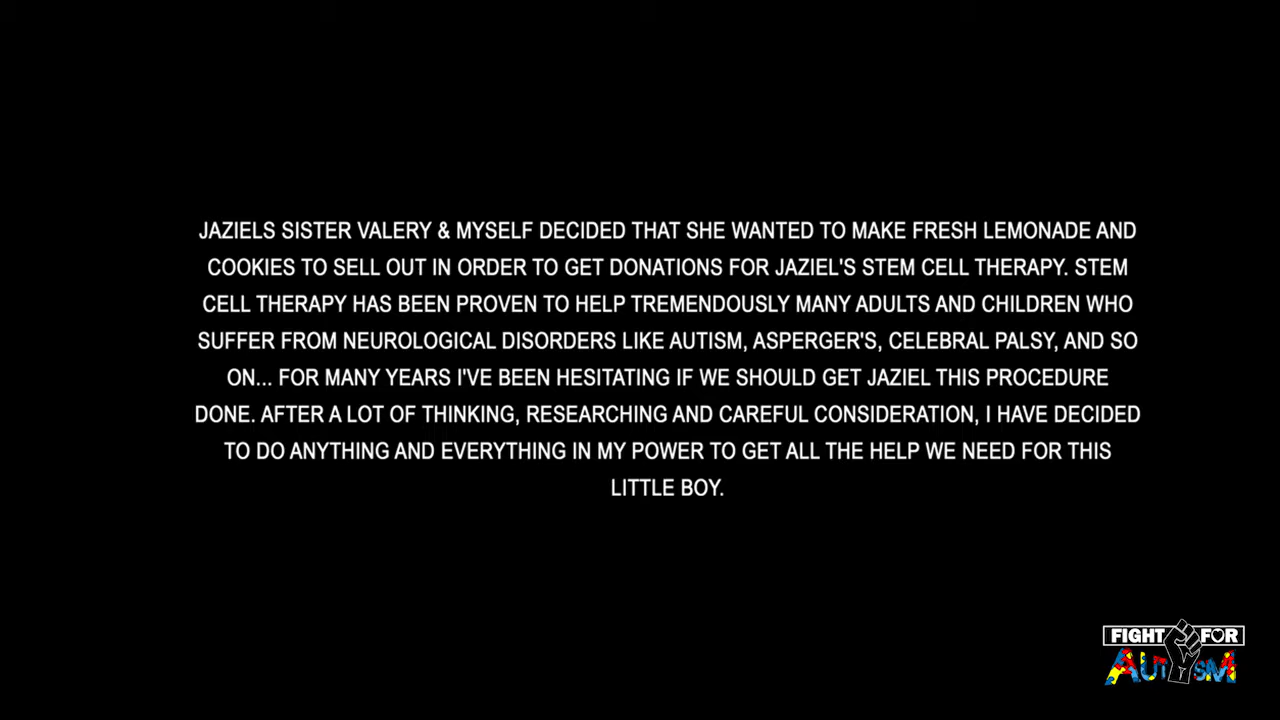 JAZIELS SISTER VALERY & MYSELF DECIDED THAT SHE WANTED TO MAKE FRESH LEMONADE AND
COOKIES TO SELL OUT IN ORDER TO GET DONATIONS FOR JAZIEL'S STEM CELL THERAPY. STEM
CELL THERAPY HAS BEEN PROVEN TO HELP TREMENDOUSLY MANY ADULTS AND CHILDREN WHO
SUFFER FROM NEUROLOGICAL DISORDERS LIKE AUTISM, ASPERGER'S, CELEBRAL PALSY, AND SO
ON... FOR MANY YEARS I'VE BEEN HESITATING IF WE SHOULD GET JAZIEL THIS PROCEDURE
DONE. AFTER A LOT OF THINKING, RESEARCHING AND CAREFUL CONSIDERATION, I HAVE DECIDED
TO DO ANYTHING AND EVERYTHING IN MY POWER TO GET ALL THE HELP WE NEED FOR THIS
LITTLE BOY.
FIGHT FOR
AUTISM